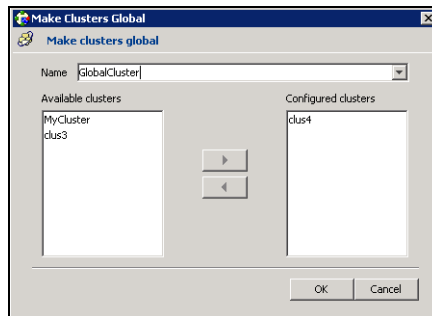 Make Clusters Global
Make clusters global
Name GlobalCluster
Available clusters Configured clusters
MyCluster clus4
clus3
OK Cancel